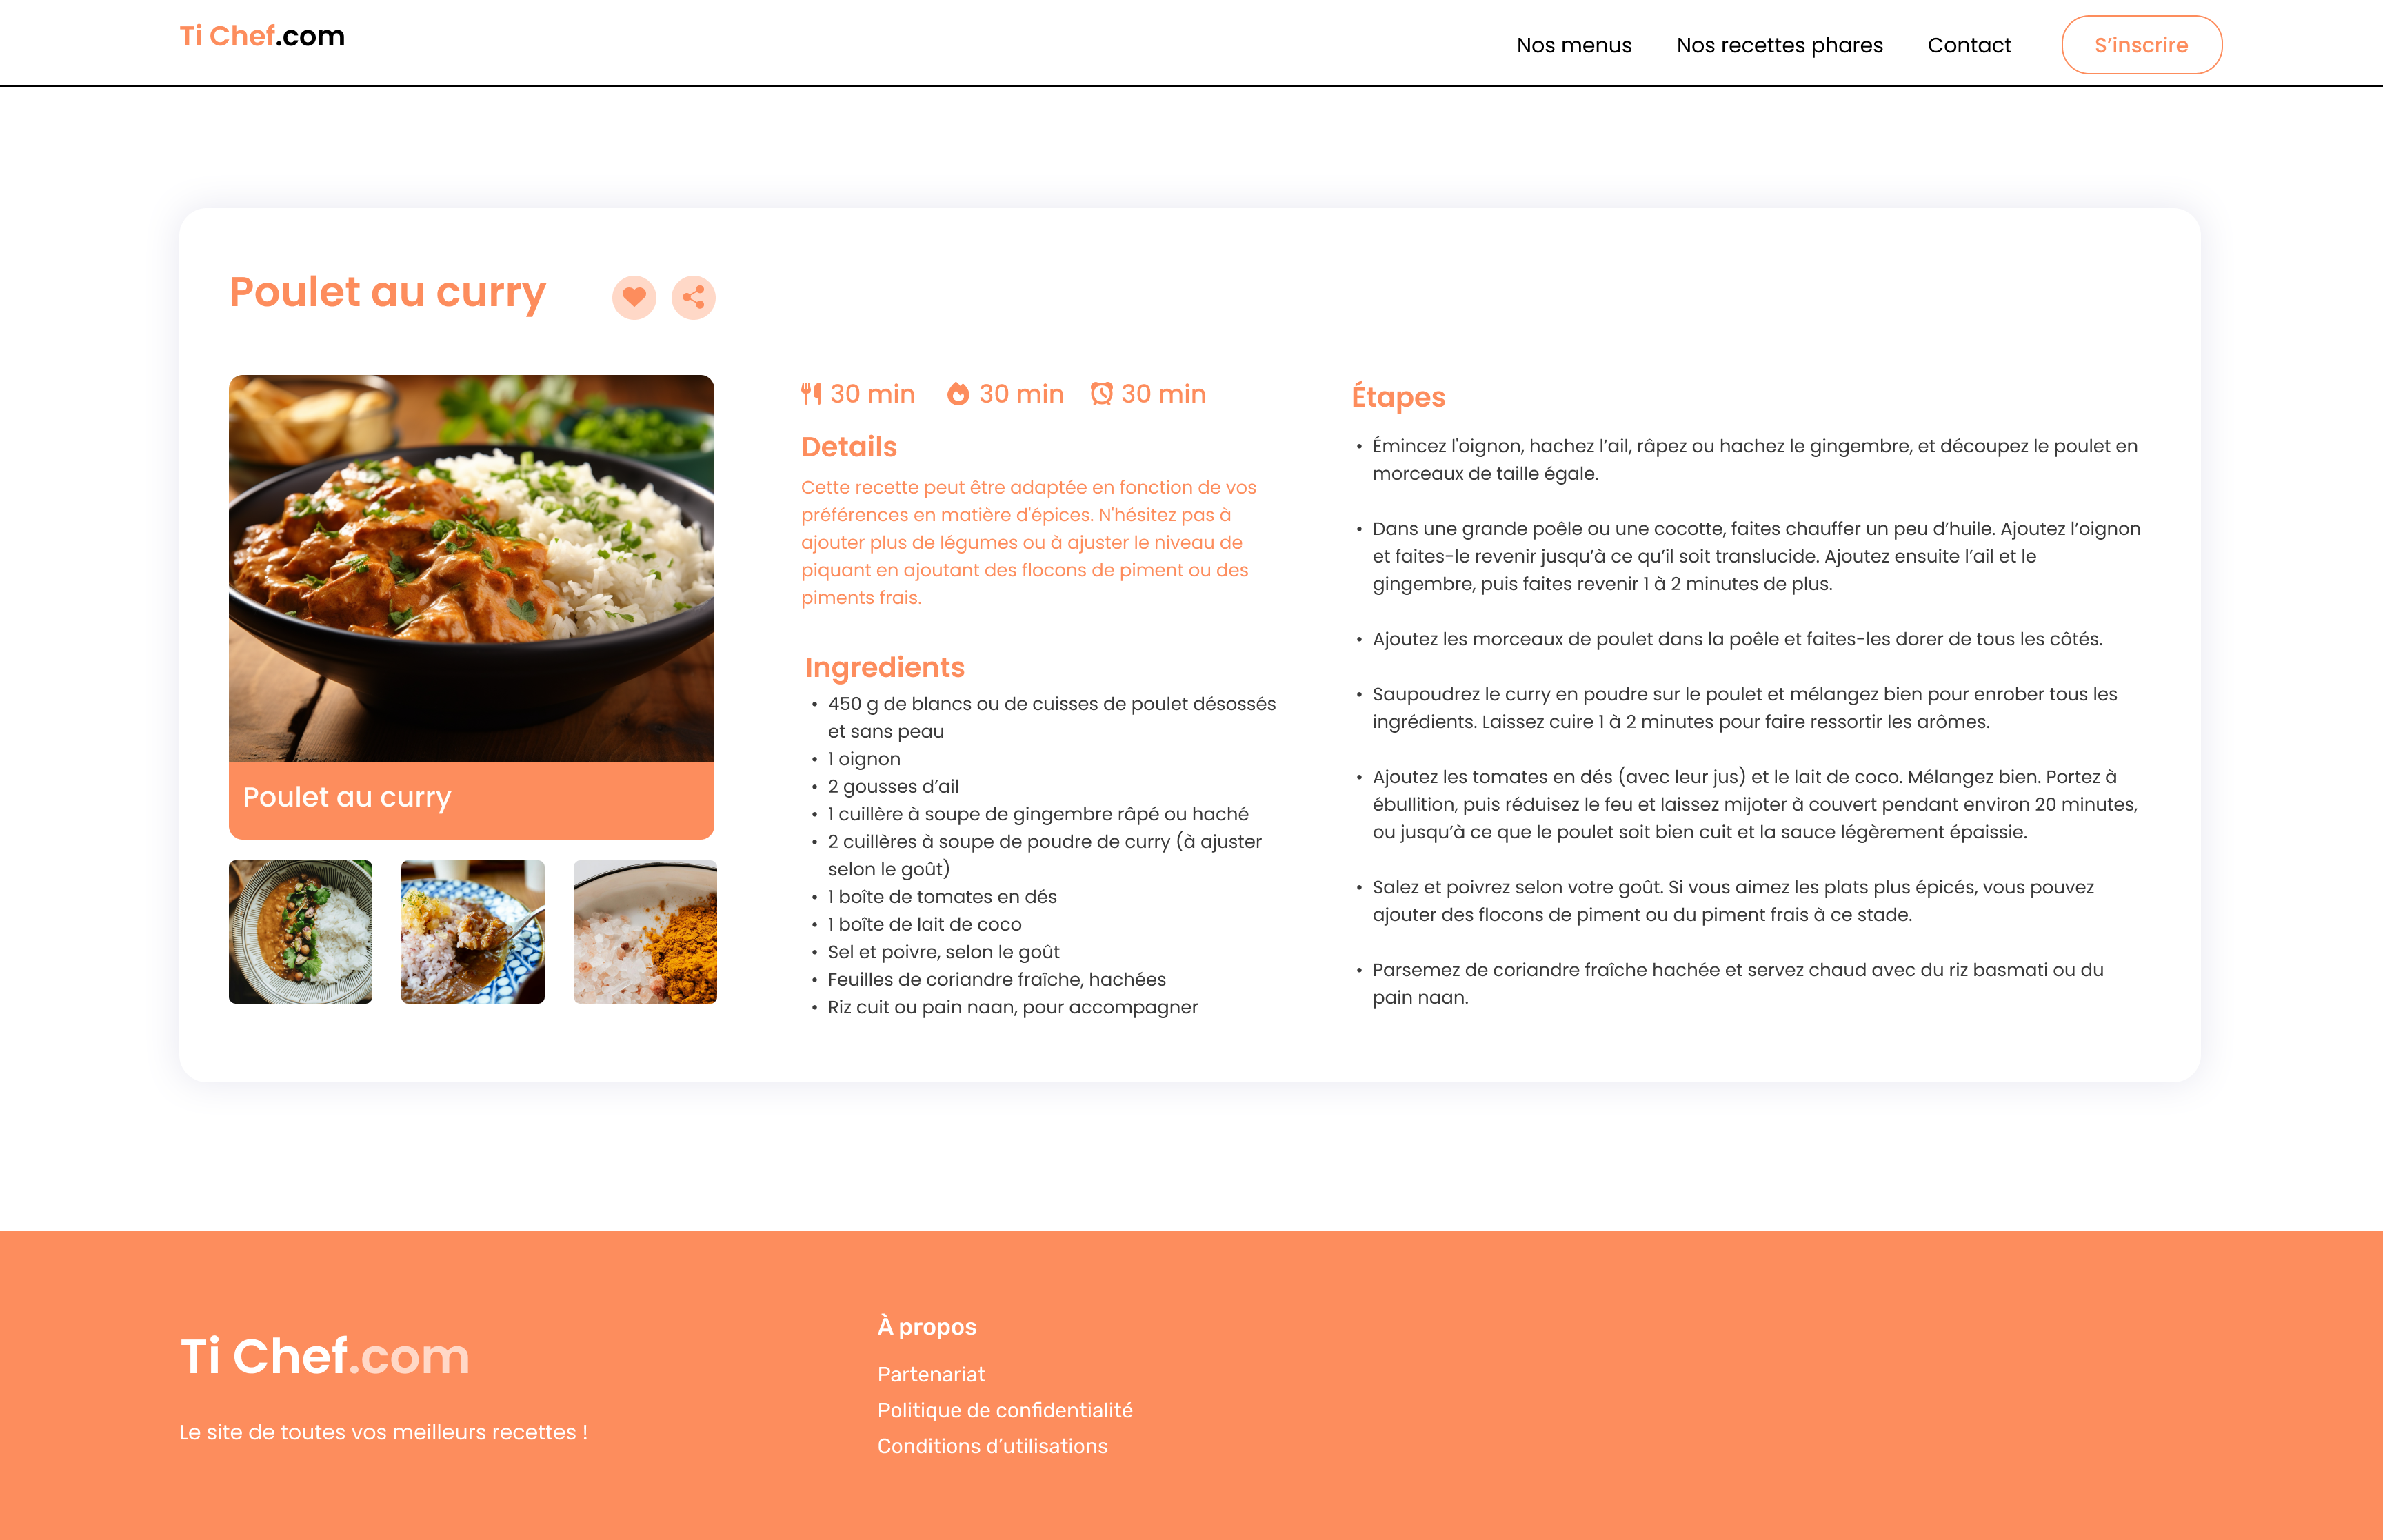 Ti Chef.com
Nos menus
Nos recettes phares
Contact
S’inscrire
Poulet au curry
Poulet au curry
30 min
30 min
30 min
Details
Cette recette peut être adaptée en fonction de vos
préférences en matière d'épices. N'hésitez pas à
ajouter plus de légumes ou à ajuster le niveau de
piquant en ajoutant des flocons de piment ou des
piments frais.
Ingredients
• 450 g de blancs ou de cuisses de poulet désossés
et sans peau
• 1 oignon
• 2 gousses d’ail
• 1 cuillère à soupe de gingembre râpé ou haché
• 2 cuillères à soupe de poudre de curry (à ajuster
selon le goût)
• 1 boîte de tomates en dés
• 1 boîte de lait de coco
• Sel et poivre, selon le goût
• Feuilles de coriandre fraîche, hachées
• Riz cuit ou pain naan, pour accompagner
Étapes
• Émincez l'oignon, hachez l’ail, râpez ou hachez le gingembre, et découpez le poulet en
morceaux de taille égale.
• Dans une grande poêle ou une cocotte, faites chauffer un peu d’huile. Ajoutez l’oignon
et faites-le revenir jusqu’à ce qu’il soit translucide. Ajoutez ensuite l’ail et le
gingembre, puis faites revenir 1 à 2 minutes de plus.
• Ajoutez les morceaux de poulet dans la poêle et faites-les dorer de tous les côtés.
• Saupoudrez le curry en poudre sur le poulet et mélangez bien pour enrober tous les
ingrédients. Laissez cuire 1 à 2 minutes pour faire ressortir les arômes.
• Ajoutez les tomates en dés (avec leur jus) et le lait de coco. Mélangez bien. Portez à
ébullition, puis réduisez le feu et laissez mijoter à couvert pendant environ 20 minutes,
ou jusqu’à ce que le poulet soit bien cuit et la sauce légèrement épaissie.
• Salez et poivrez selon votre goût. Si vous aimez les plats plus épicés, vous pouvez
ajouter des flocons de piment ou du piment frais à ce stade.
• Parsemez de coriandre fraîche hachée et servez chaud avec du riz basmati ou du
pain naan.
Ti Chef.com
Le site de toutes vos meilleurs recettes !
À propos
Partenariat
Politique de confidentialité
Conditions d’utilisations